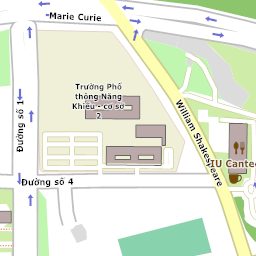 Marie Curie
Trường Phổ
thông Năng
Khiếu - cơ sở
2
Đường số 1
William Shakespeare
IU Cante
Đường số 4